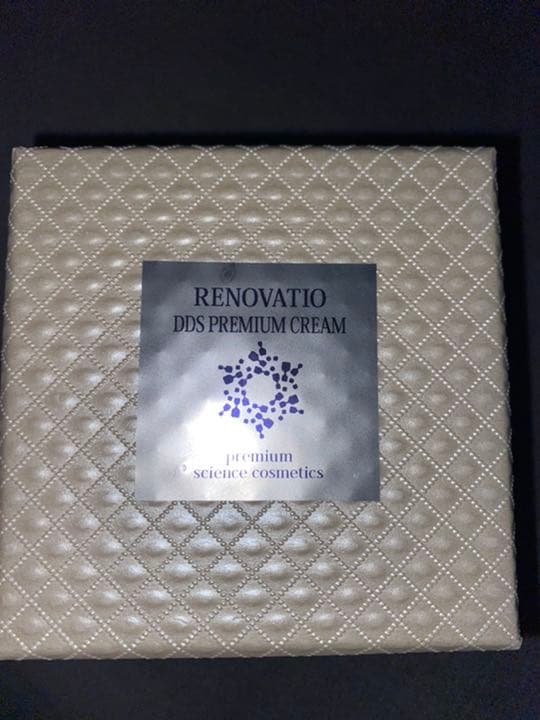 RENOVATIO
DDS PREMIUM CREAM
premium
science cosmetics